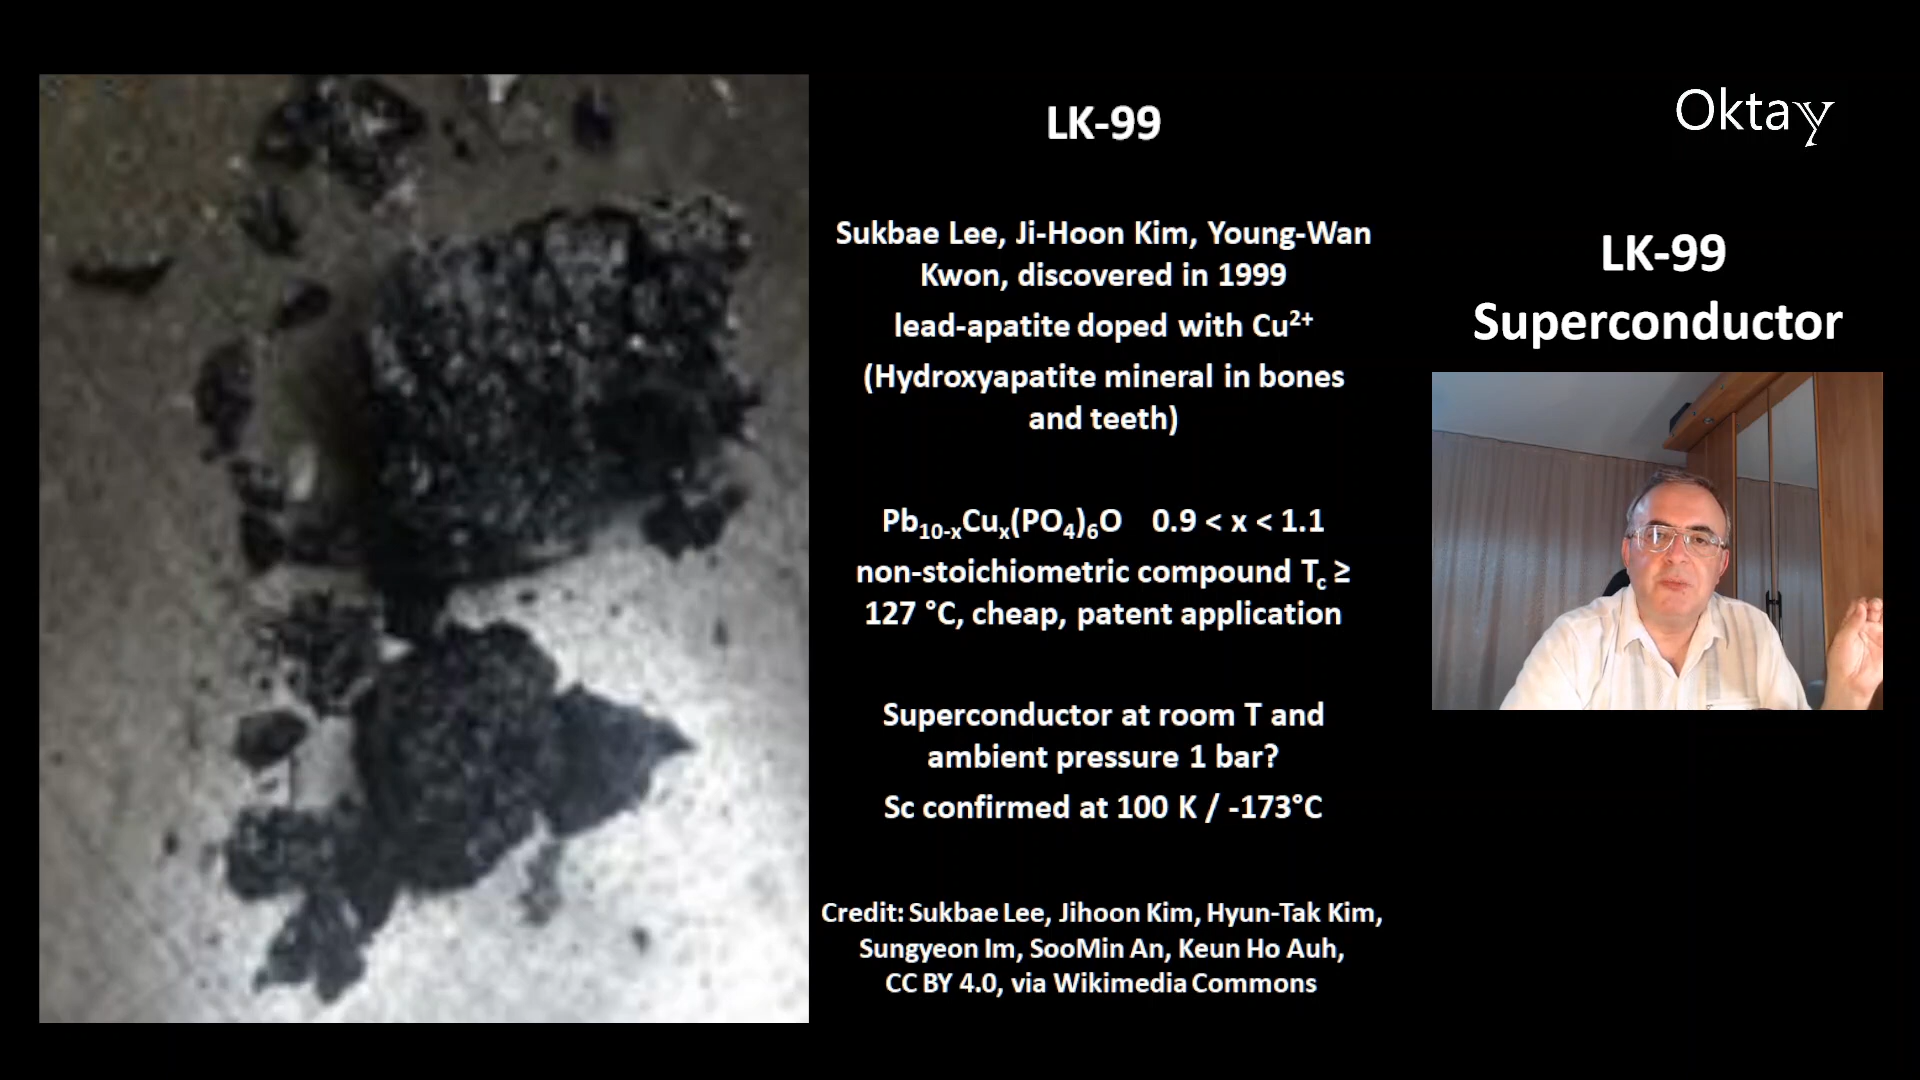 LK-99
Sukbae Lee, Ji-Hoon Kim, Young-Wan
Kwon, discovered in 1999
lead-apatite doped with Cu²⁺
(Hydroxyapatite mineral in bones
and teeth)
Pb₁₀₋ₓCuₓ(PO₄)₆O 0.9 < x < 1.1
non-stoichiometric compound T꜀ ≥
127 °C, cheap, patent application
Superconductor at room T and
ambient pressure 1 bar?
Sc confirmed at 100 K / -173°C
Credit: Sukbae Lee, Jihoon Kim, Hyun-Tak Kim,
Sungyeon Im, SooMin An, Keun Ho Auh,
CC BY 4.0, via Wikimedia Commons
Oktay
LK-99
Superconductor